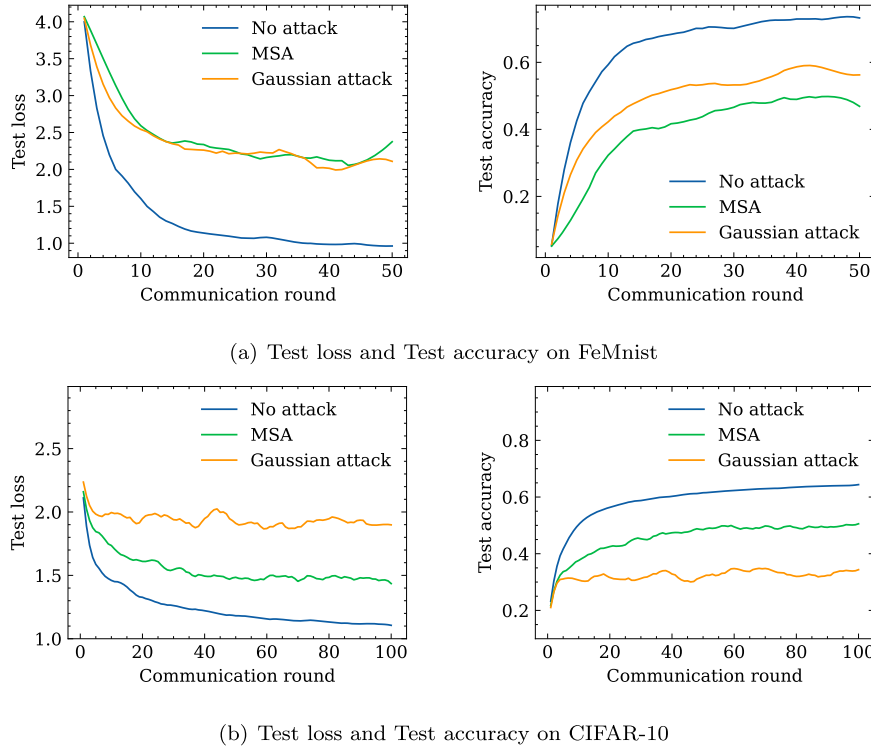 4.0
3.5
3.0
2.5
2.0
1.5
1.0
Test loss
No attack
MSA
Gaussian attack
0 10 20 30 40 50
Communication round
0.6
0.4
0.2
Test accuracy
No attack
MSA
Gaussian attack
0 10 20 30 40 50
Communication round
(a) Test loss and Test accuracy on FeMnist
2.5
2.0
1.5
1.0
Test loss
No attack
MSA
Gaussian attack
0 20 40 60 80 100
Communication round
0.8
0.6
0.4
0.2
Test accuracy
No attack
MSA
Gaussian attack
0 20 40 60 80 100
Communication round
(b) Test loss and Test accuracy on CIFAR-10